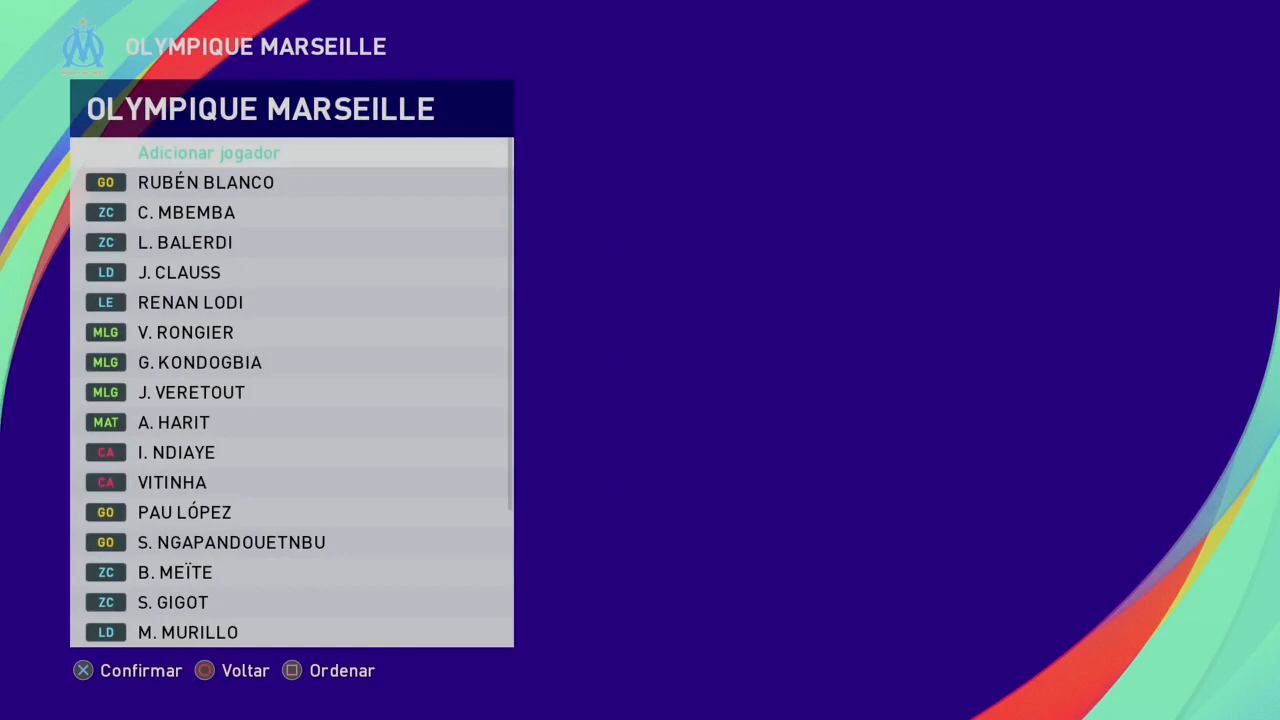 OLYMPIQUE MARSEILLE
OLYMPIQUE MARSEILLE
Adicionar jogador
GO RUBÉN BLANCO
ZC C. MBEMBA
ZC L. BALERDI
LD J. CLAUSS
LE RENAN LODI
MLG V. RONGIER
MLG G. KONDOGBIA
MLG J. VERETOUT
MAT A. HARIT
CA I. NDIAYE
CA VITINHA
GO PAU LÓPEZ
GO S. NGAPANDOUETNBU
ZC B. MEÏTE
ZC S. GIGOT
LD M. MURILLO
Confirmar Voltar Ordenar